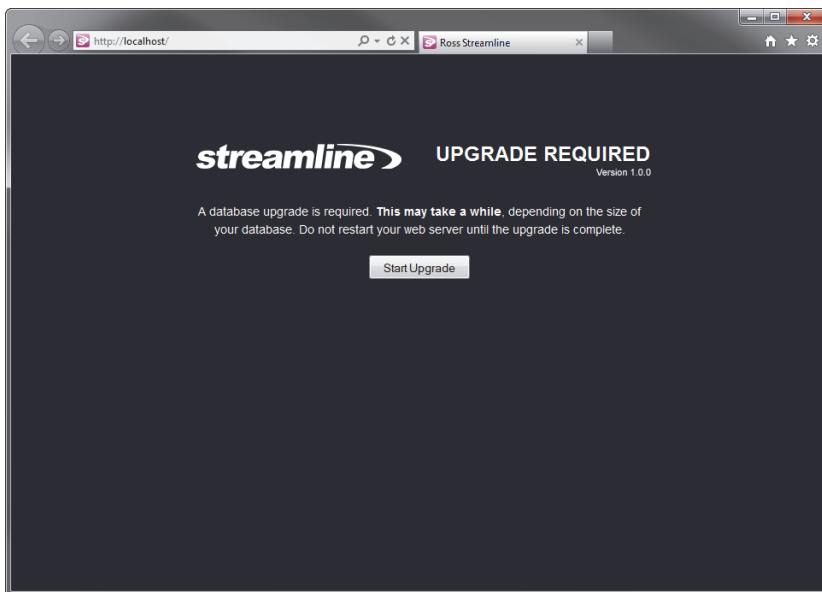 http://localhost/
Ross Streamline
streamline
UPGRADE REQUIRED
Version 1.0.0
A database upgrade is required. This may take a while, depending on the size of
your database. Do not restart your web server until the upgrade is complete.
Start Upgrade